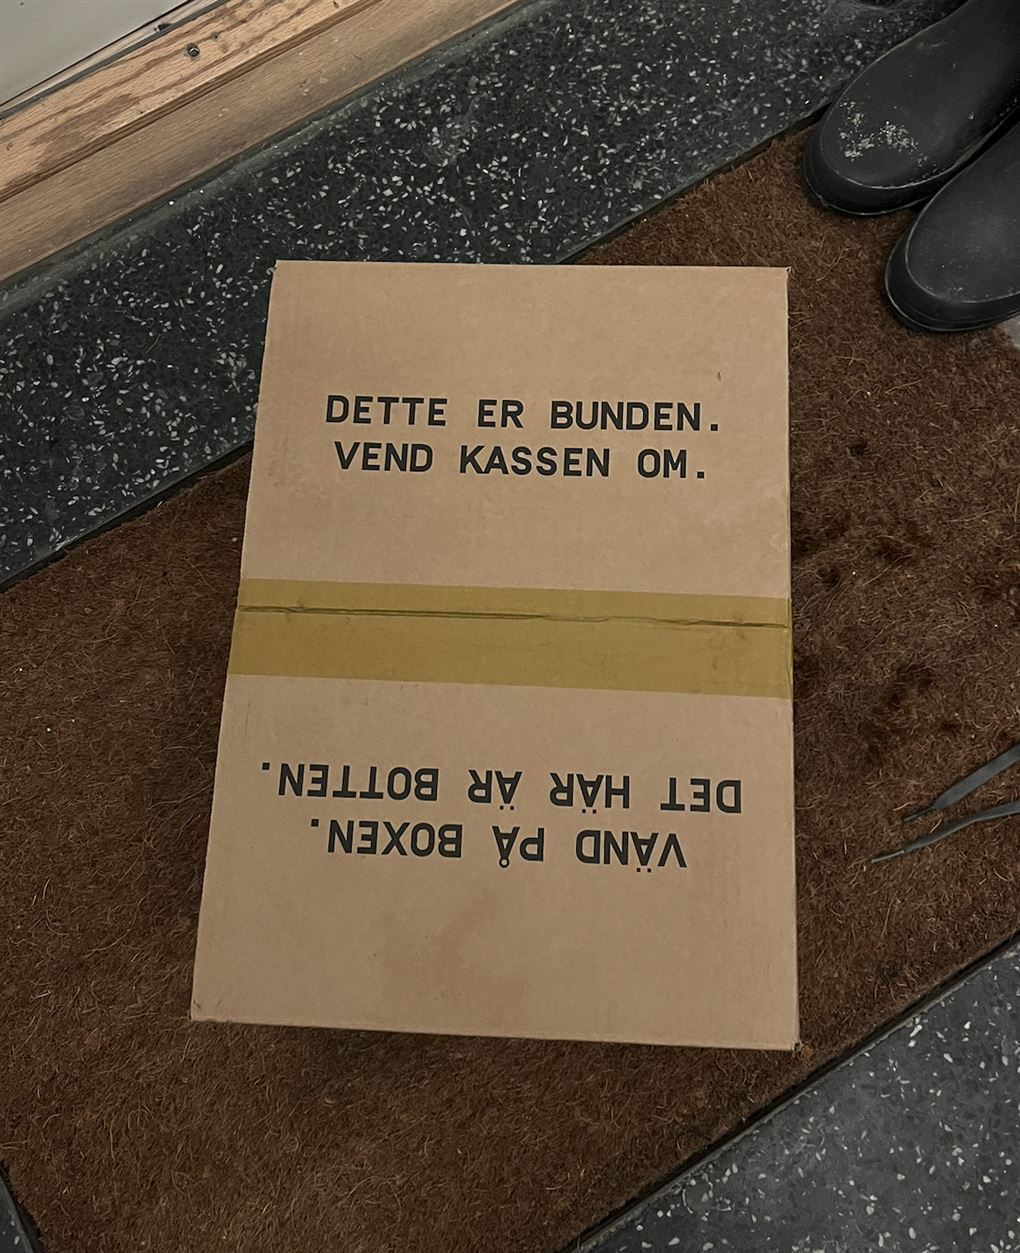 DETTE ER BUNDEN.
VEND KASSEN OM.
DET HÄR ÄR BOTTEN.
VÄND PÅ BOXEN.